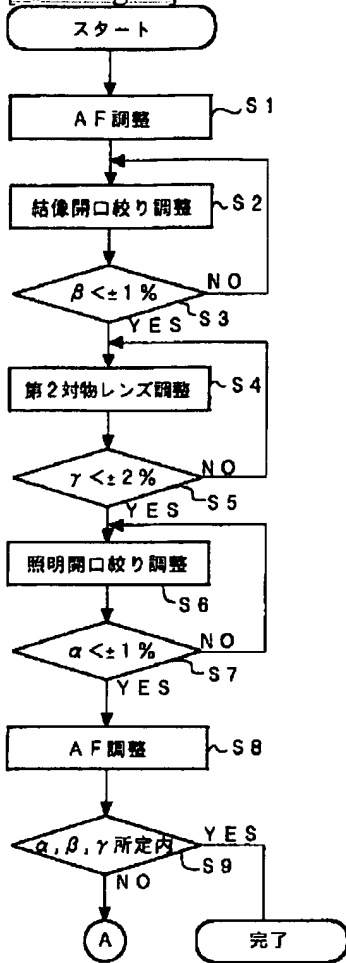 スタート
AF調整
S1
結像開口絞り調整
S2
β<±1%
NO
S3
YES
第2対物レンズ調整
S4
γ<±2%
NO
S5
YES
照明開口絞り調整
S6
α<±1%
NO
S7
YES
AF調整
S8
α,β,γ所定内
YES
S9
NO
A
完了